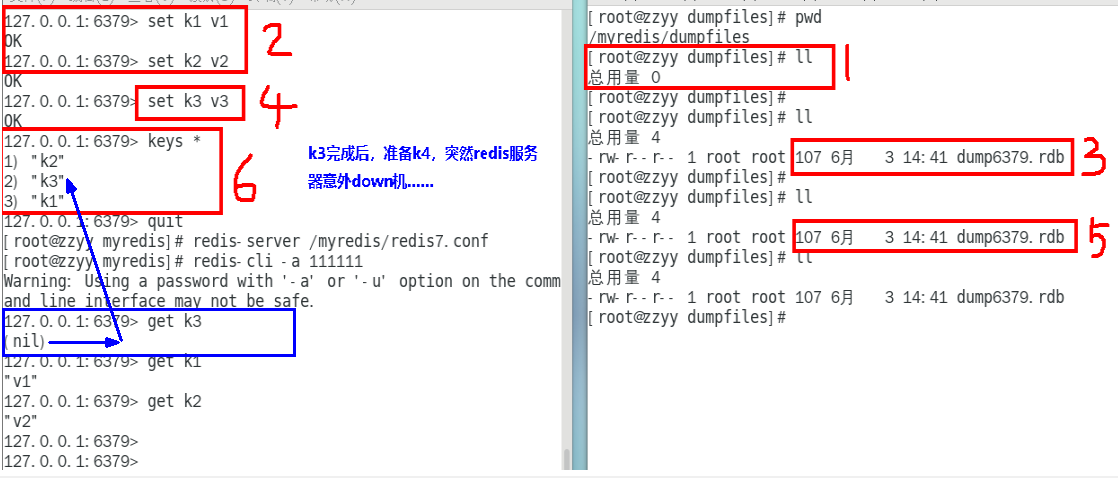 127.0.0.1:6379> set k1 v1
OK
127.0.0.1:6379> set k2 v2
OK
127.0.0.1:6379> set k3 v3
OK
127.0.0.1:6379> keys *
1) "k2"
2) "k3"
3) "k1"
127.0.0.1:6379> quit
[root@zzyy myredis]# redis-server /myredis/redis7.conf
[root@zzyy myredis]# redis-cli -a 111111
Warning: Using a password with '-a' or '-u' option on the comm
and line interface may not be safe.
127.0.0.1:6379> get k3
(nil)
127.0.0.1:6379> get k1
"v1"
127.0.0.1:6379> get k2
"v2"
127.0.0.1:6379>
127.0.0.1:6379>
2
4
6
k3完成后，准备k4，突然redis服务
器意外down机......
[root@zzyy dumpfiles]# pwd
/myredis/dumpfiles
[root@zzyy dumpfiles]# ll
总用量 0
[root@zzyy dumpfiles]#
[root@zzyy dumpfiles]# ll
总用量 4
-rw-r--r-- 1 root root 107 6月 3 14:41 dump6379.rdb
[root@zzyy dumpfiles]#
[root@zzyy dumpfiles]# ll
总用量 4
-rw-r--r-- 1 root root 107 6月 3 14:41 dump6379.rdb
[root@zzyy dumpfiles]# ll
总用量 4
-rw-r--r-- 1 root root 107 6月 3 14:41 dump6379.rdb
[root@zzyy dumpfiles]#
1
3
5